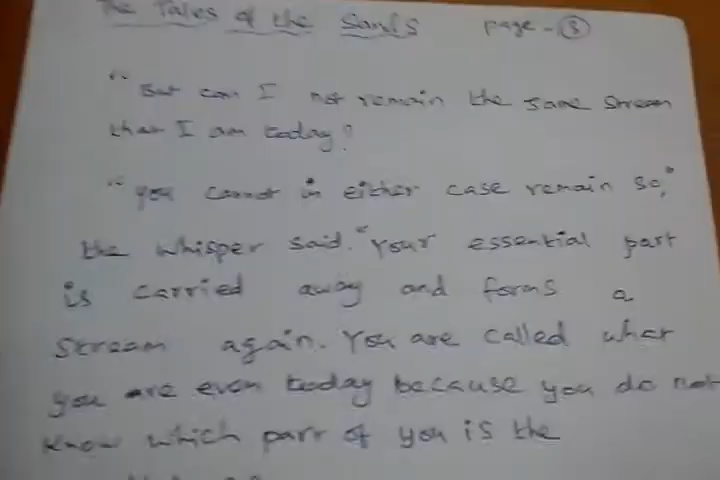 The Tales of the Sands page - 3
"But can I not remain the same stream
that I am today?
"you cannot in either case remain so,"
the whisper said. "Your essential part
is carried away and forms a
stream again. You are called what
you are even today because you do not
know which part of you is the